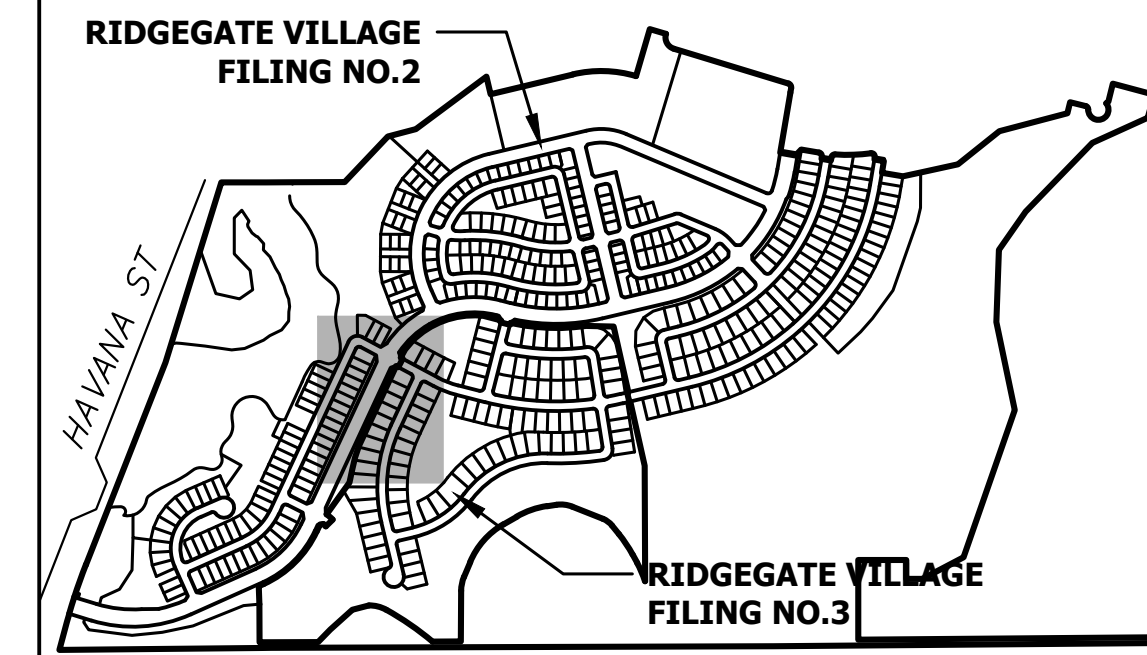 RIDGEGATE VILLAGE
FILING NO.2
HAVANA ST
RIDGEGATE VILLAGE
FILING NO.3